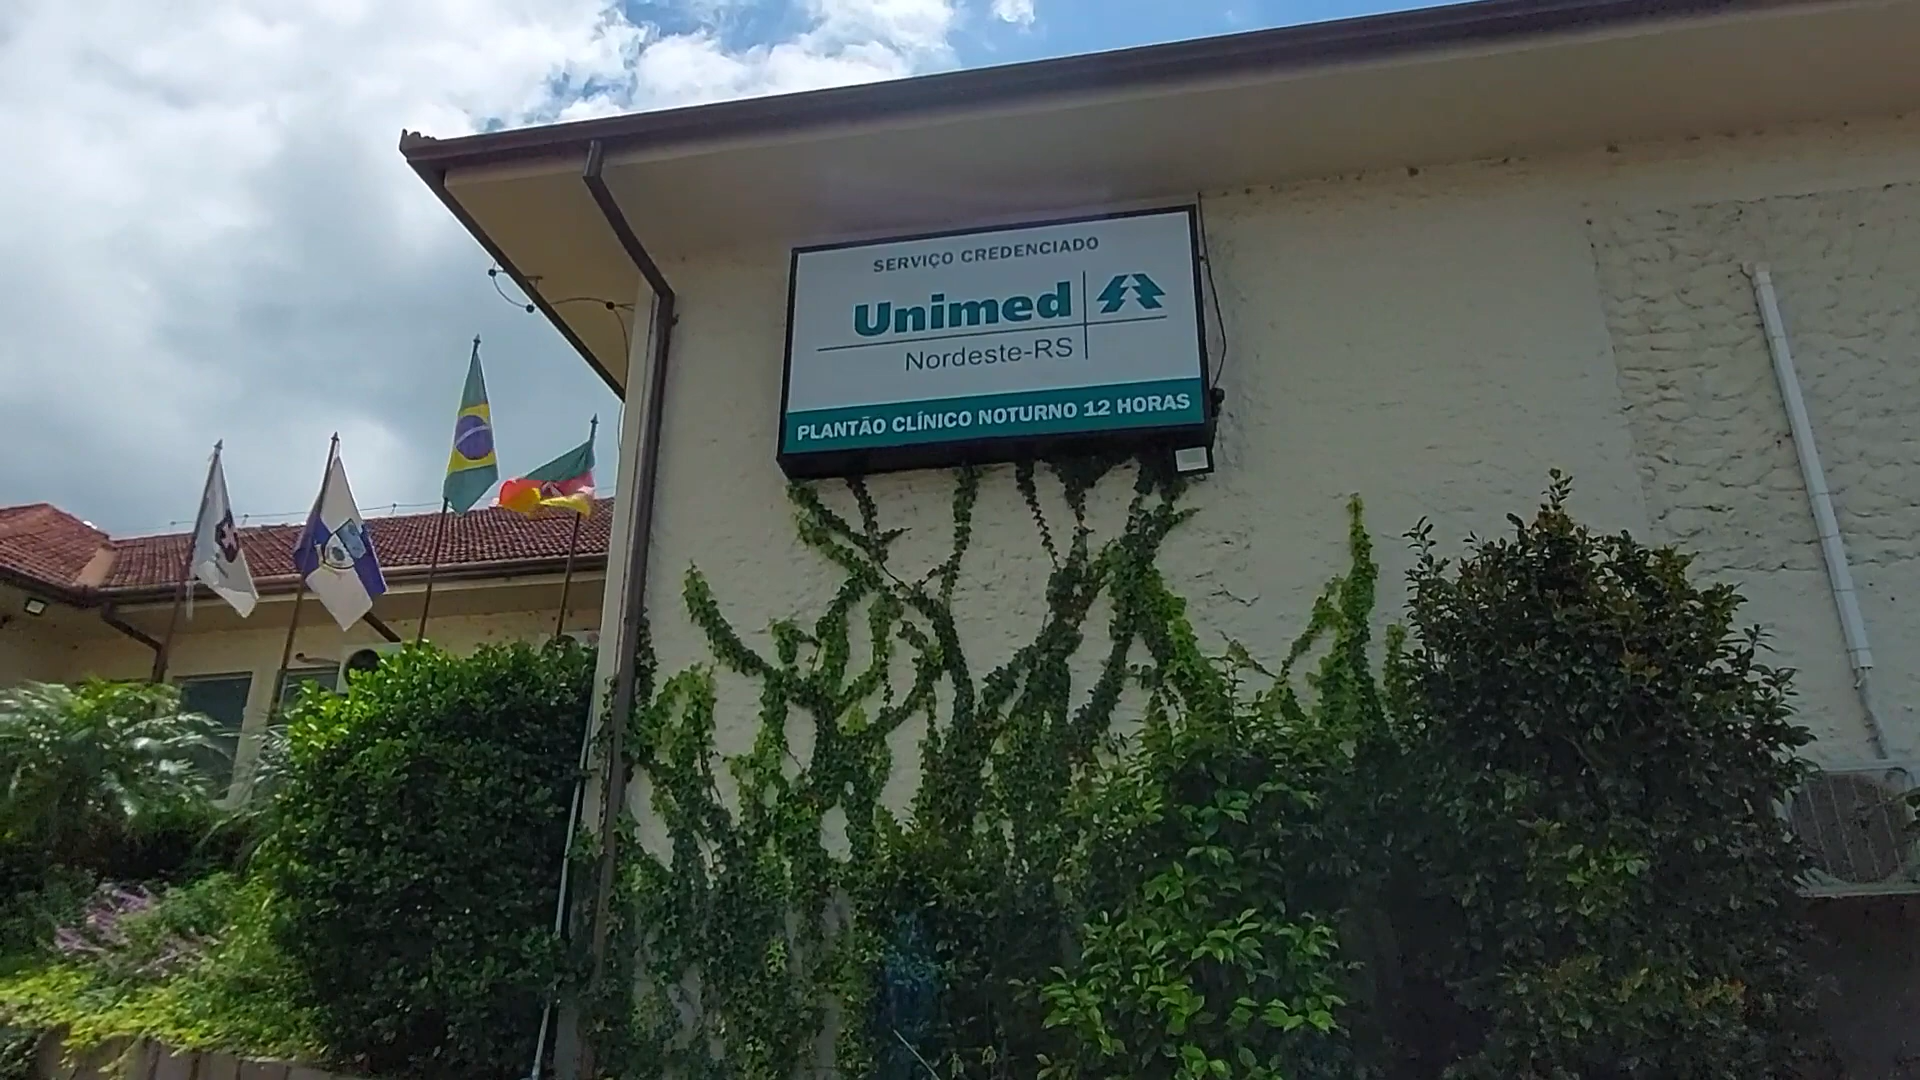 SERVIÇO CREDENCIADO
Unimed
Nordeste-RS
PLANTÃO CLÍNICO NOTURNO 12 HORAS